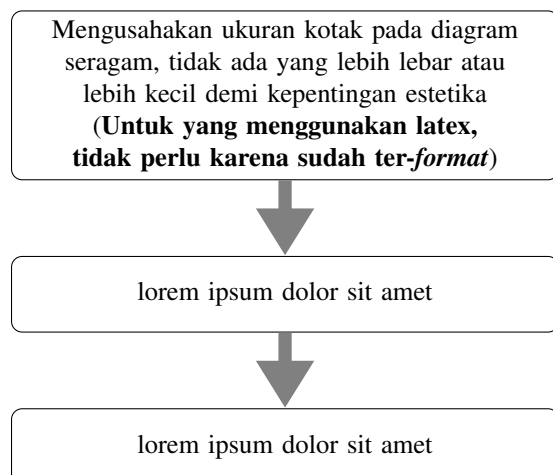 Mengusahakan ukuran kotak pada diagram
seragam, tidak ada yang lebih lebar atau
lebih kecil demi kepentingan estetika
(Untuk yang menggunakan latex,
tidak perlu karena sudah ter-format)
lorem ipsum dolor sit amet
lorem ipsum dolor sit amet